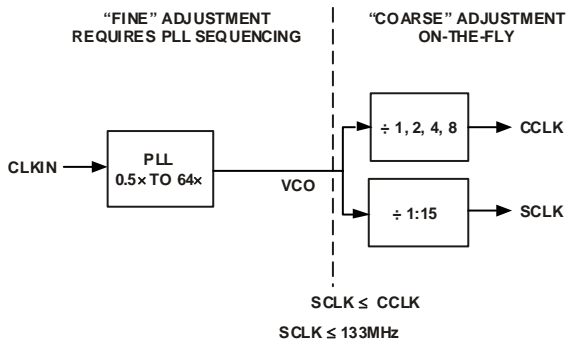 “FINE” ADJUSTMENT
REQUIRES PLL SEQUENCING
“COARSE” ADJUSTMENT
ON-THE-FLY
CLKIN
PLL
0.5× TO 64×
VCO
÷ 1, 2, 4, 8
CCLK
÷ 1:15
SCLK
SCLK ≤ CCLK
SCLK ≤ 133MHz